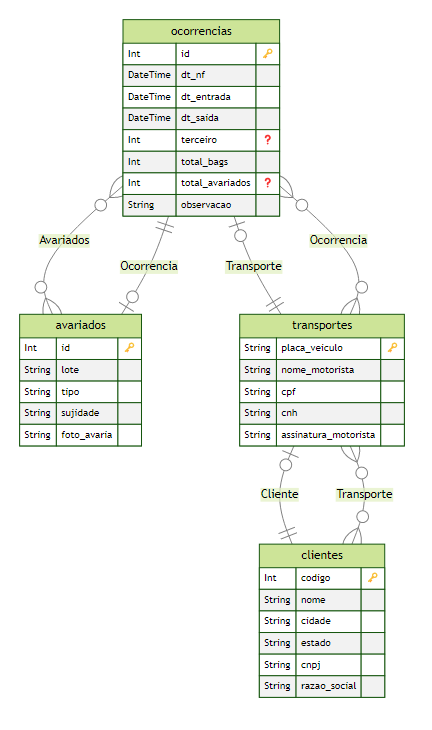 ocorrencias
Int id
DateTime dt_nf
DateTime dt_entrada
DateTime dt_saida
Int terceiro ?
Int total_bags
Int total_avariados ?
String observacao
Avariados
Ocorrencia
Ocorrencia
Transporte
avariados
Int id
String lote
String tipo
String sujidade
String foto_avaria
transportes
String placa_veiculo
String nome_motorista
String cpf
String cnh
String assinatura_motorista
Cliente
Transporte
clientes
Int codigo
String nome
String cidade
String estado
String cnpj
String razao_social